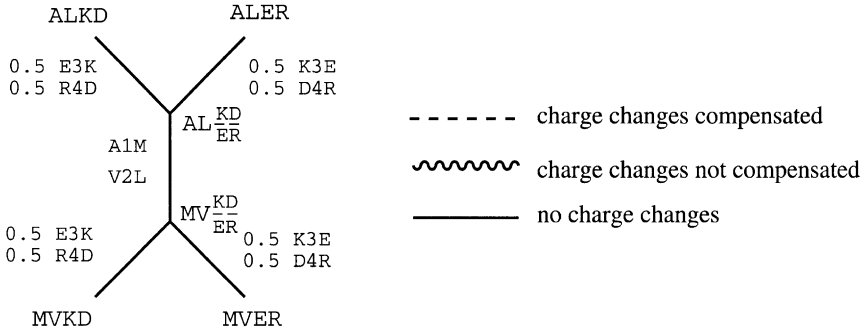 ALKD
ALER
0.5 E3K
0.5 R4D
0.5 K3E
0.5 D4R
AL KD
ER
A1M
V2L
MV KD
ER
0.5 E3K
0.5 R4D
0.5 K3E
0.5 D4R
MVKD
MVER
charge changes compensated
charge changes not compensated
no charge changes